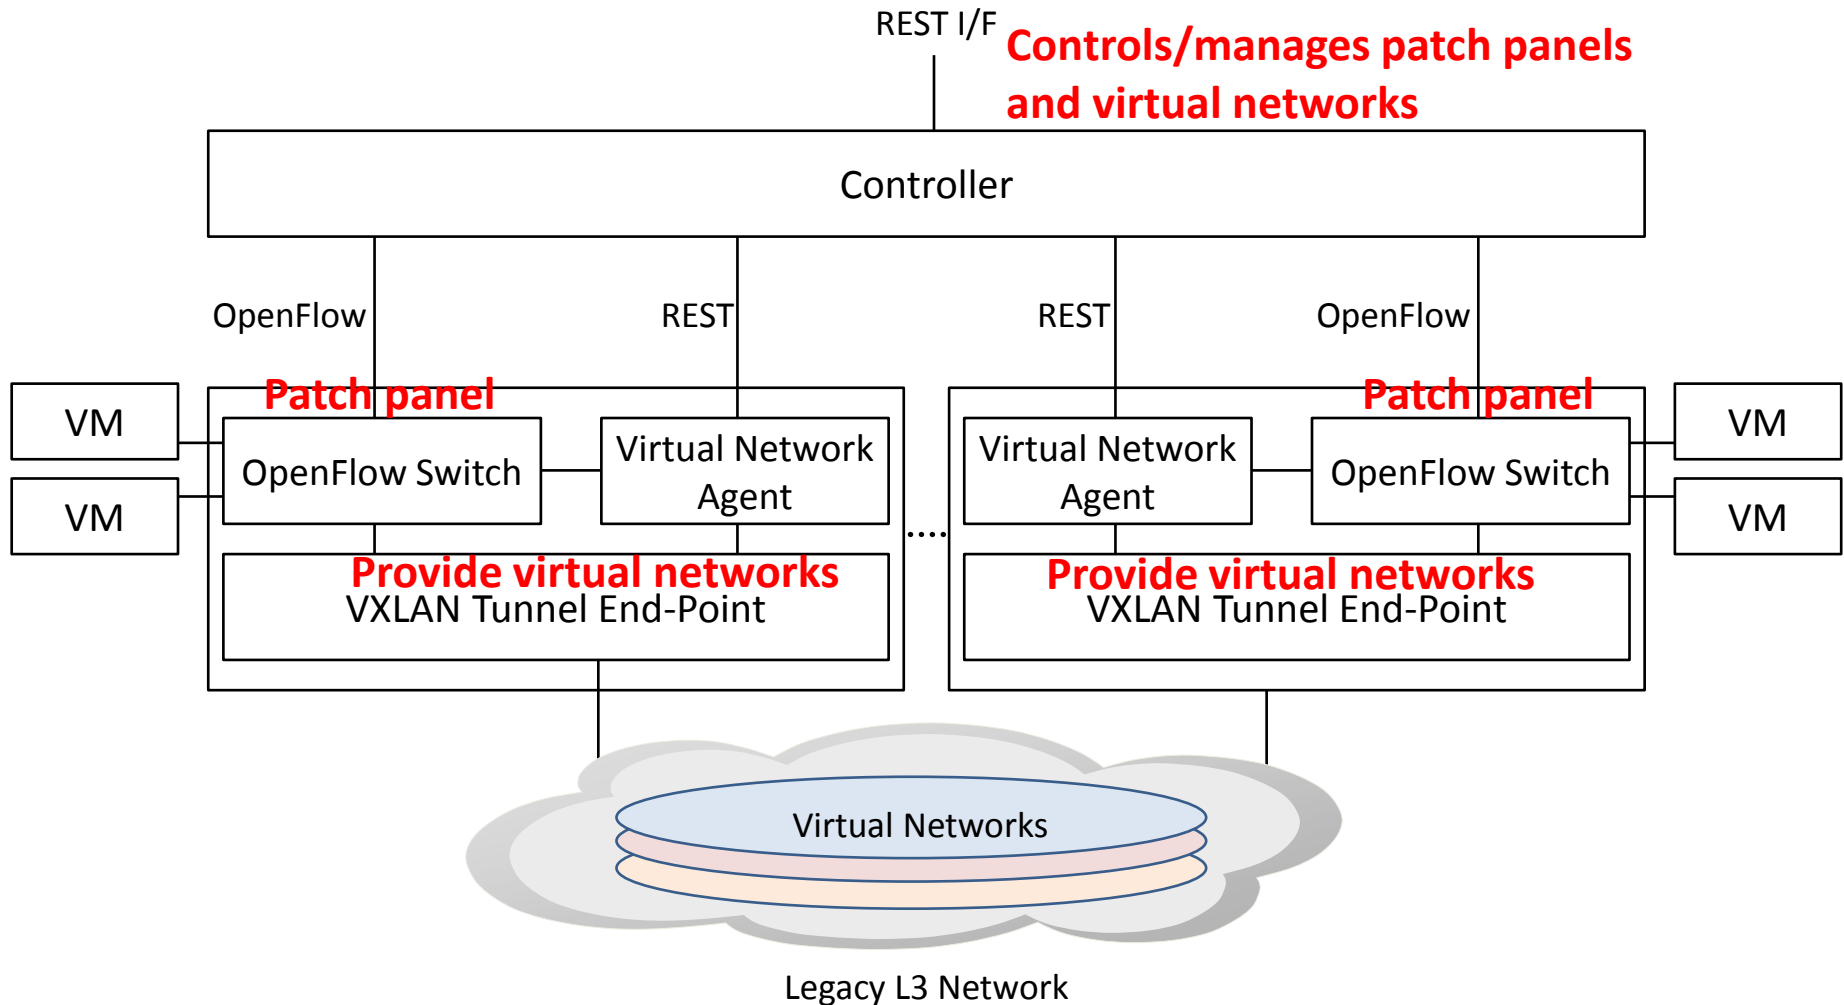 REST I/F
Controls/manages patch panels
and virtual networks
Controller
OpenFlow
REST
REST
OpenFlow
Patch panel
Patch panel
VM
VM
OpenFlow Switch
Virtual Network
Agent
Virtual Network
Agent
OpenFlow Switch
VM
VM
....
Provide virtual networks
VXLAN Tunnel End-Point
Provide virtual networks
VXLAN Tunnel End-Point
Virtual Networks
Legacy L3 Network